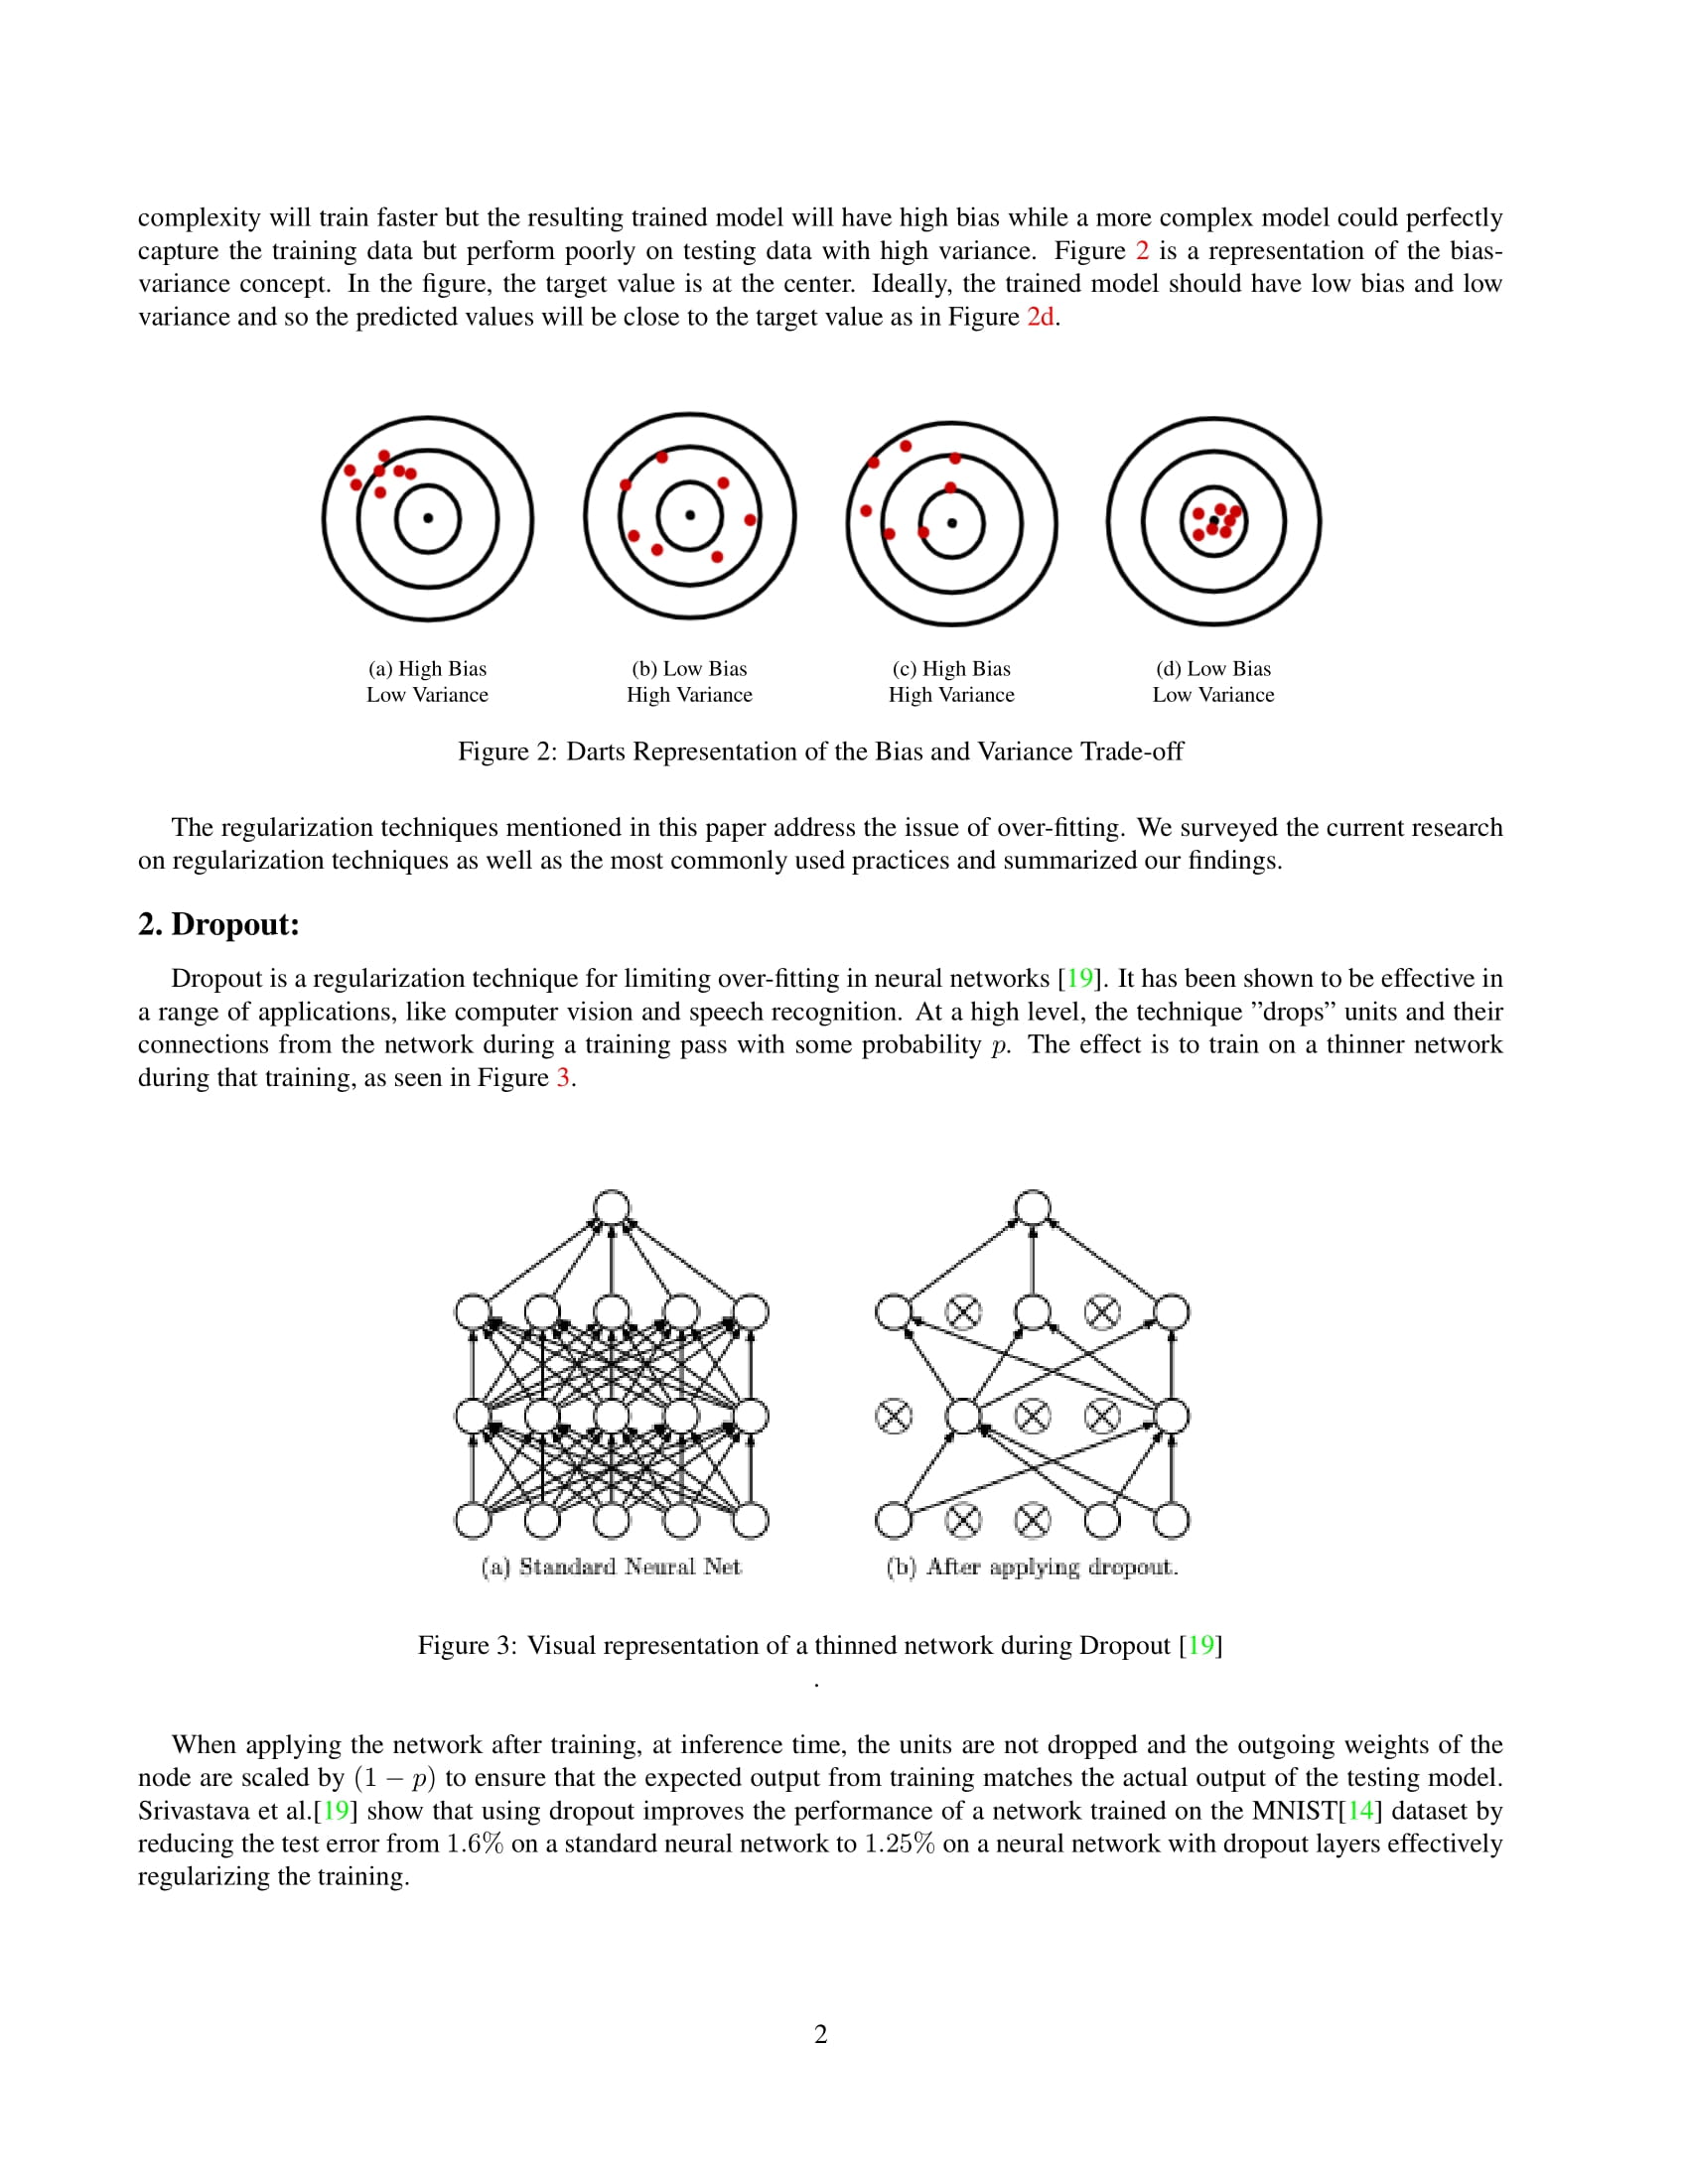 complexity will train faster but the resulting trained model will have high bias while a more complex model could perfectly
capture the training data but perform poorly on testing data with high variance. Figure 2 is a representation of the bias-
variance concept. In the figure, the target value is at the center. Ideally, the trained model should have low bias and low
variance and so the predicted values will be close to the target value as in Figure 2d.
(a) High Bias
Low Variance
(b) Low Bias
High Variance
(c) High Bias
High Variance
(d) Low Bias
Low Variance
Figure 2: Darts Representation of the Bias and Variance Trade-off
The regularization techniques mentioned in this paper address the issue of over-fitting. We surveyed the current research
on regularization techniques as well as the most commonly used practices and summarized our findings.
2. Dropout:
Dropout is a regularization technique for limiting over-fitting in neural networks [19]. It has been shown to be effective in
a range of applications, like computer vision and speech recognition. At a high level, the technique ”drops” units and their
connections from the network during a training pass with some probability p. The effect is to train on a thinner network
during that training, as seen in Figure 3.
(a) Standard Neural Net
(b) After applying dropout.
Figure 3: Visual representation of a thinned network during Dropout [19]
.
When applying the network after training, at inference time, the units are not dropped and the outgoing weights of the
node are scaled by (1 − p) to ensure that the expected output from training matches the actual output of the testing model.
Srivastava et al.[19] show that using dropout improves the performance of a network trained on the MNIST[14] dataset by
reducing the test error from 1.6% on a standard neural network to 1.25% on a neural network with dropout layers effectively
regularizing the training.
2